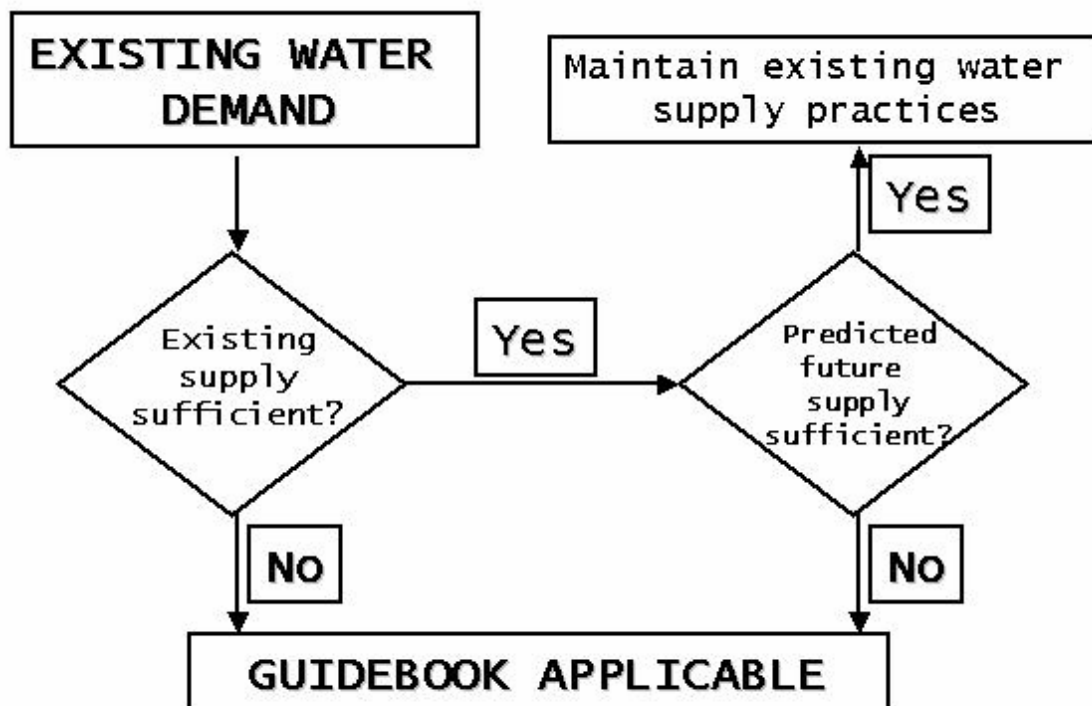 EXISTING WATER
DEMAND
Maintain existing water
supply practices
Yes
Existing
supply
sufficient?
Yes
Predicted
future
supply
sufficient?
No
No
GUIDEBOOK APPLICABLE